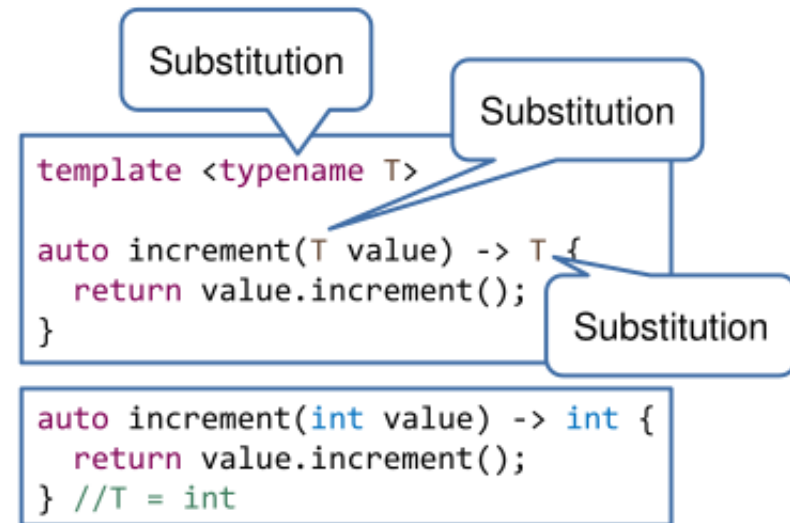 Substitution
Substitution
template <typename T>
auto increment(T value) -> T {
return value.increment();
Substitution
}
auto increment(int value) -> int {
return value.increment();
} //T = int